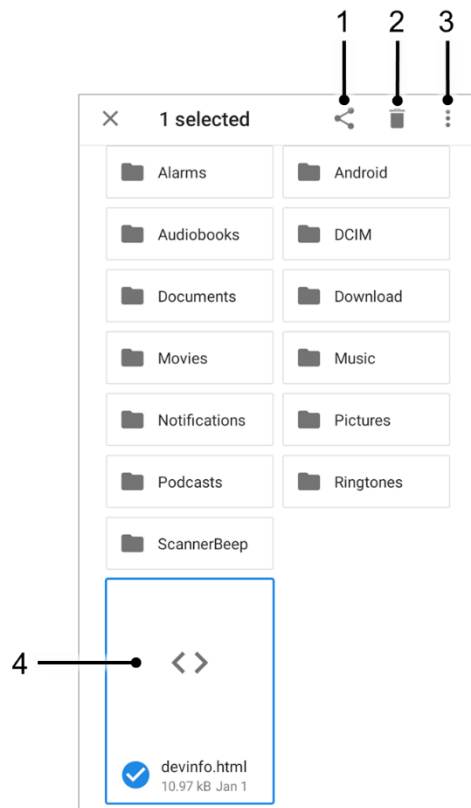 1 2 3
1 selected
Alarms Android
Audiobooks DCIM
Documents Download
Movies Music
Notifications Pictures
Podcasts Ringtones
ScannerBeep
4
devinfo.html
10.97 kB Jan 1